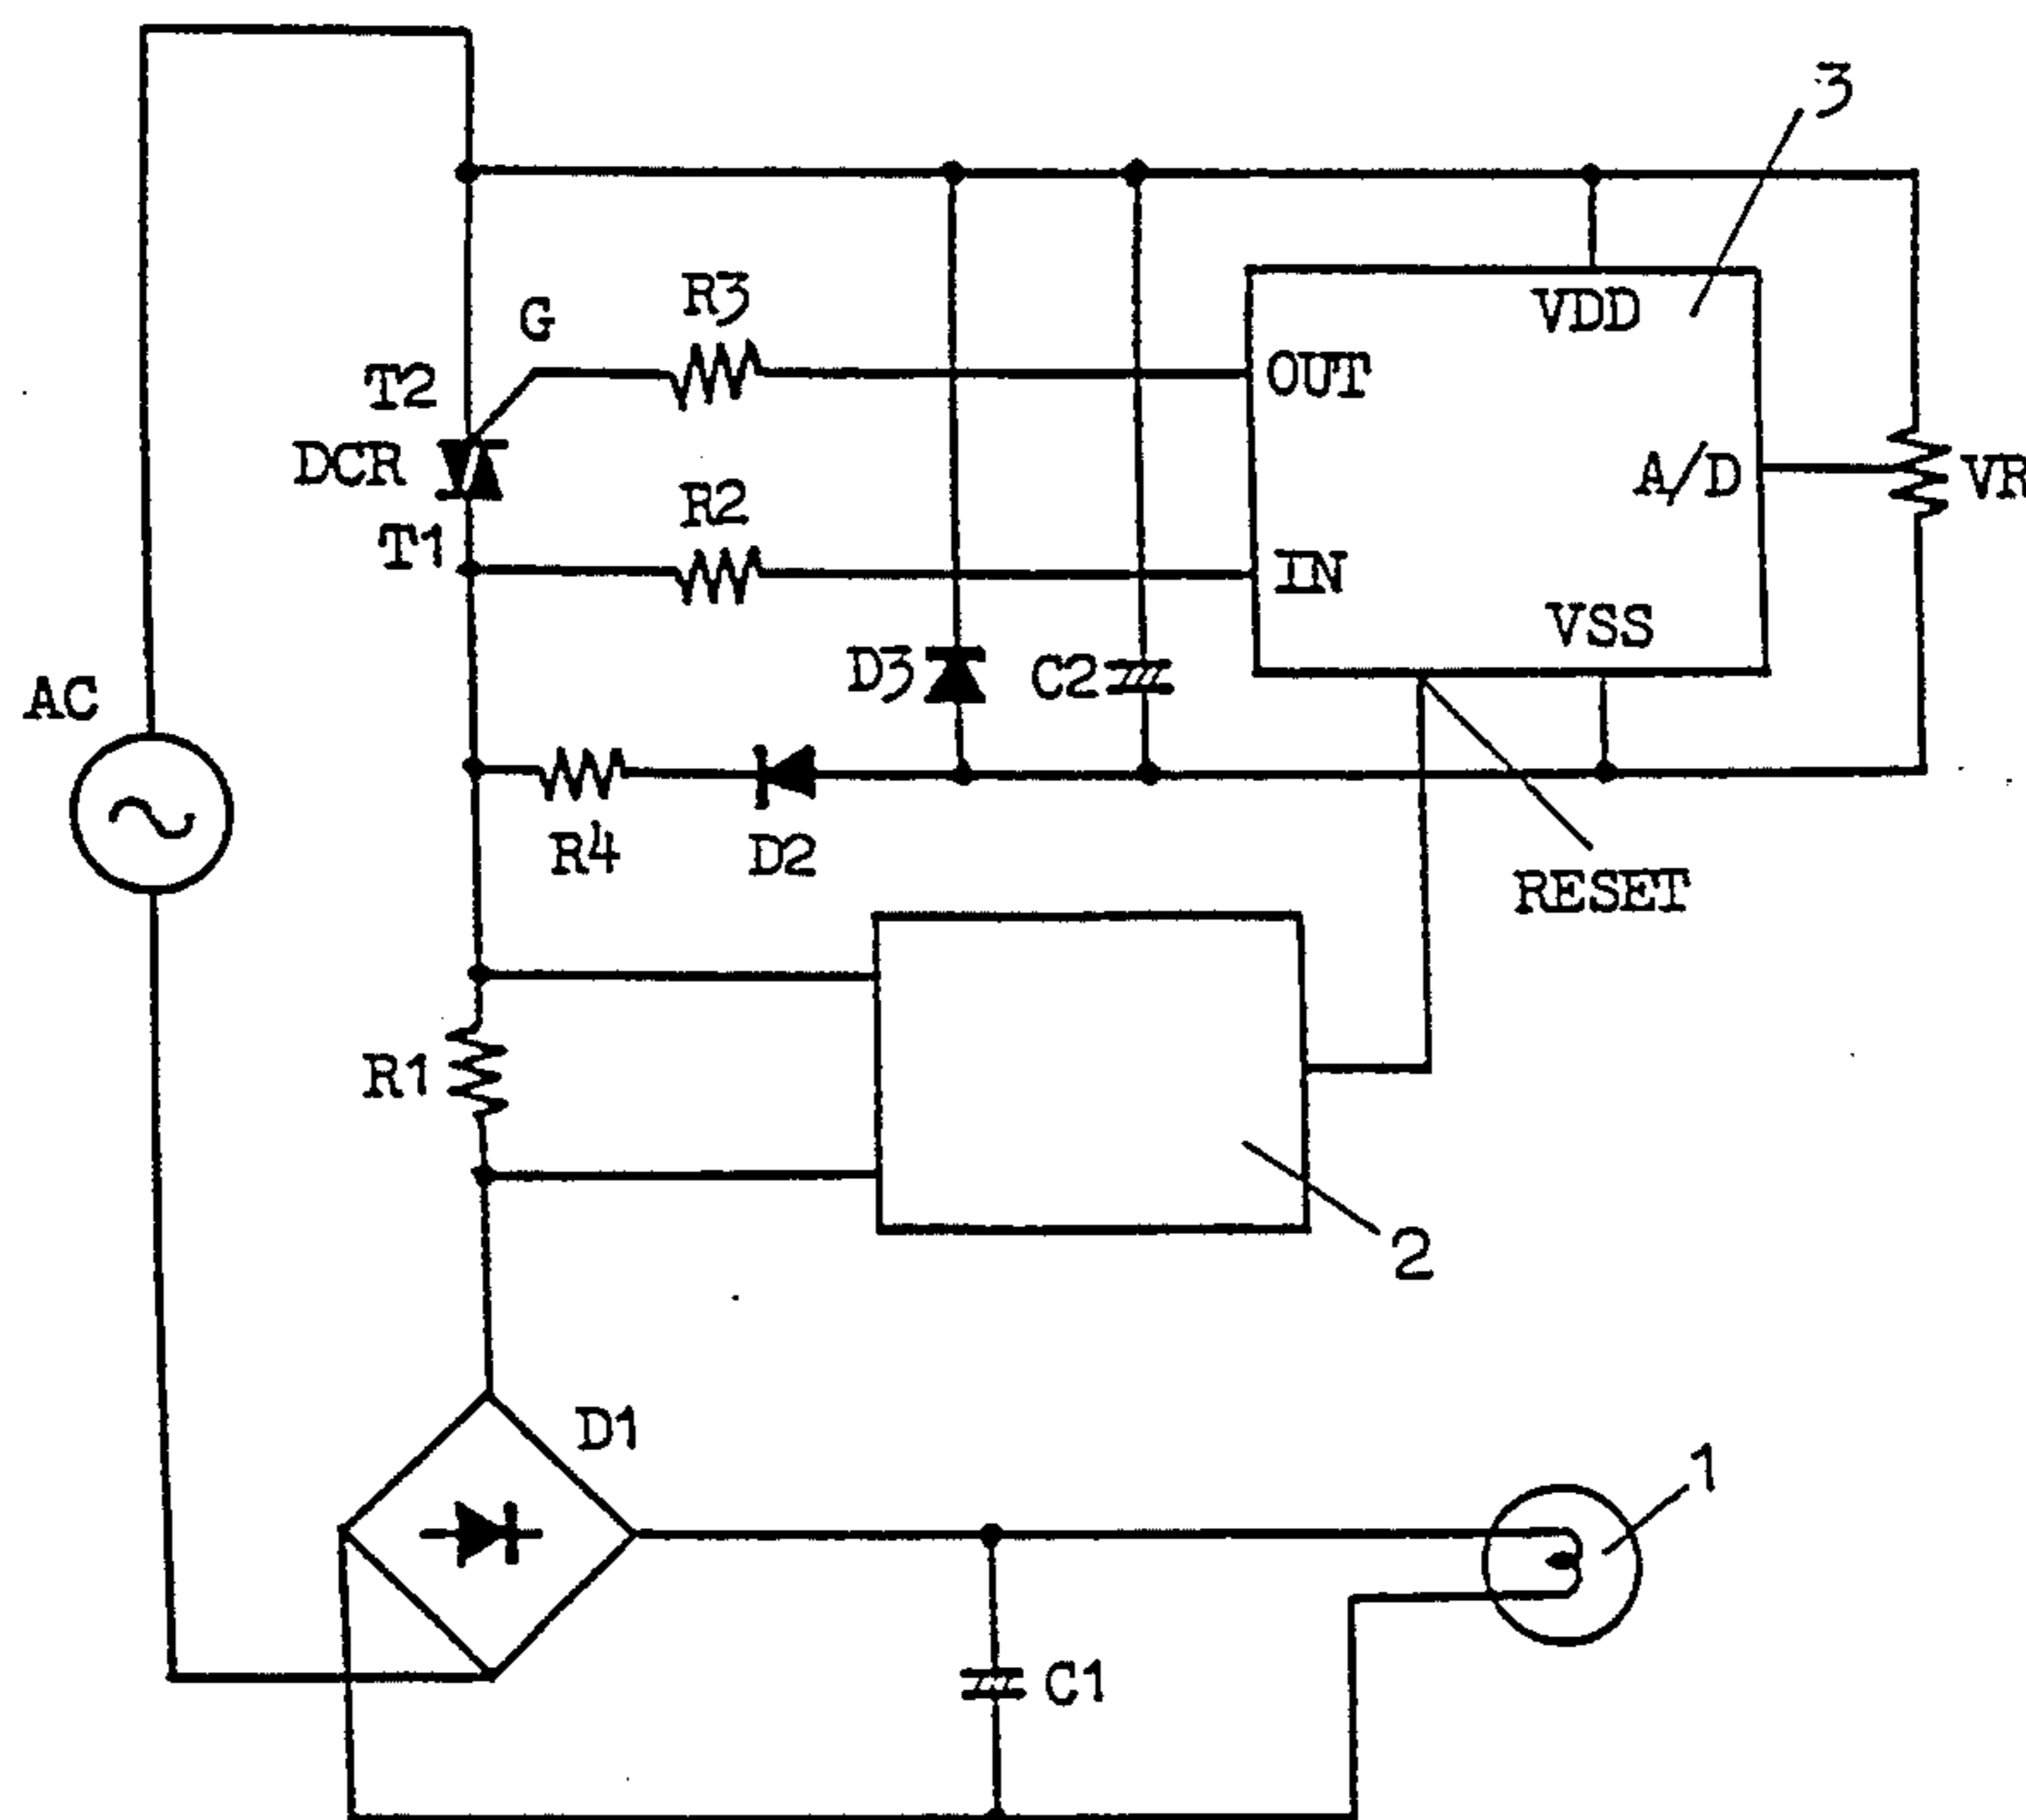 3
VDD
G
R3
OUT
T2
DCR
A/D
VR
R2
T1
IN
VSS
D3
C2
AC
R4
D2
RESET
R1
2
D1
1
C1